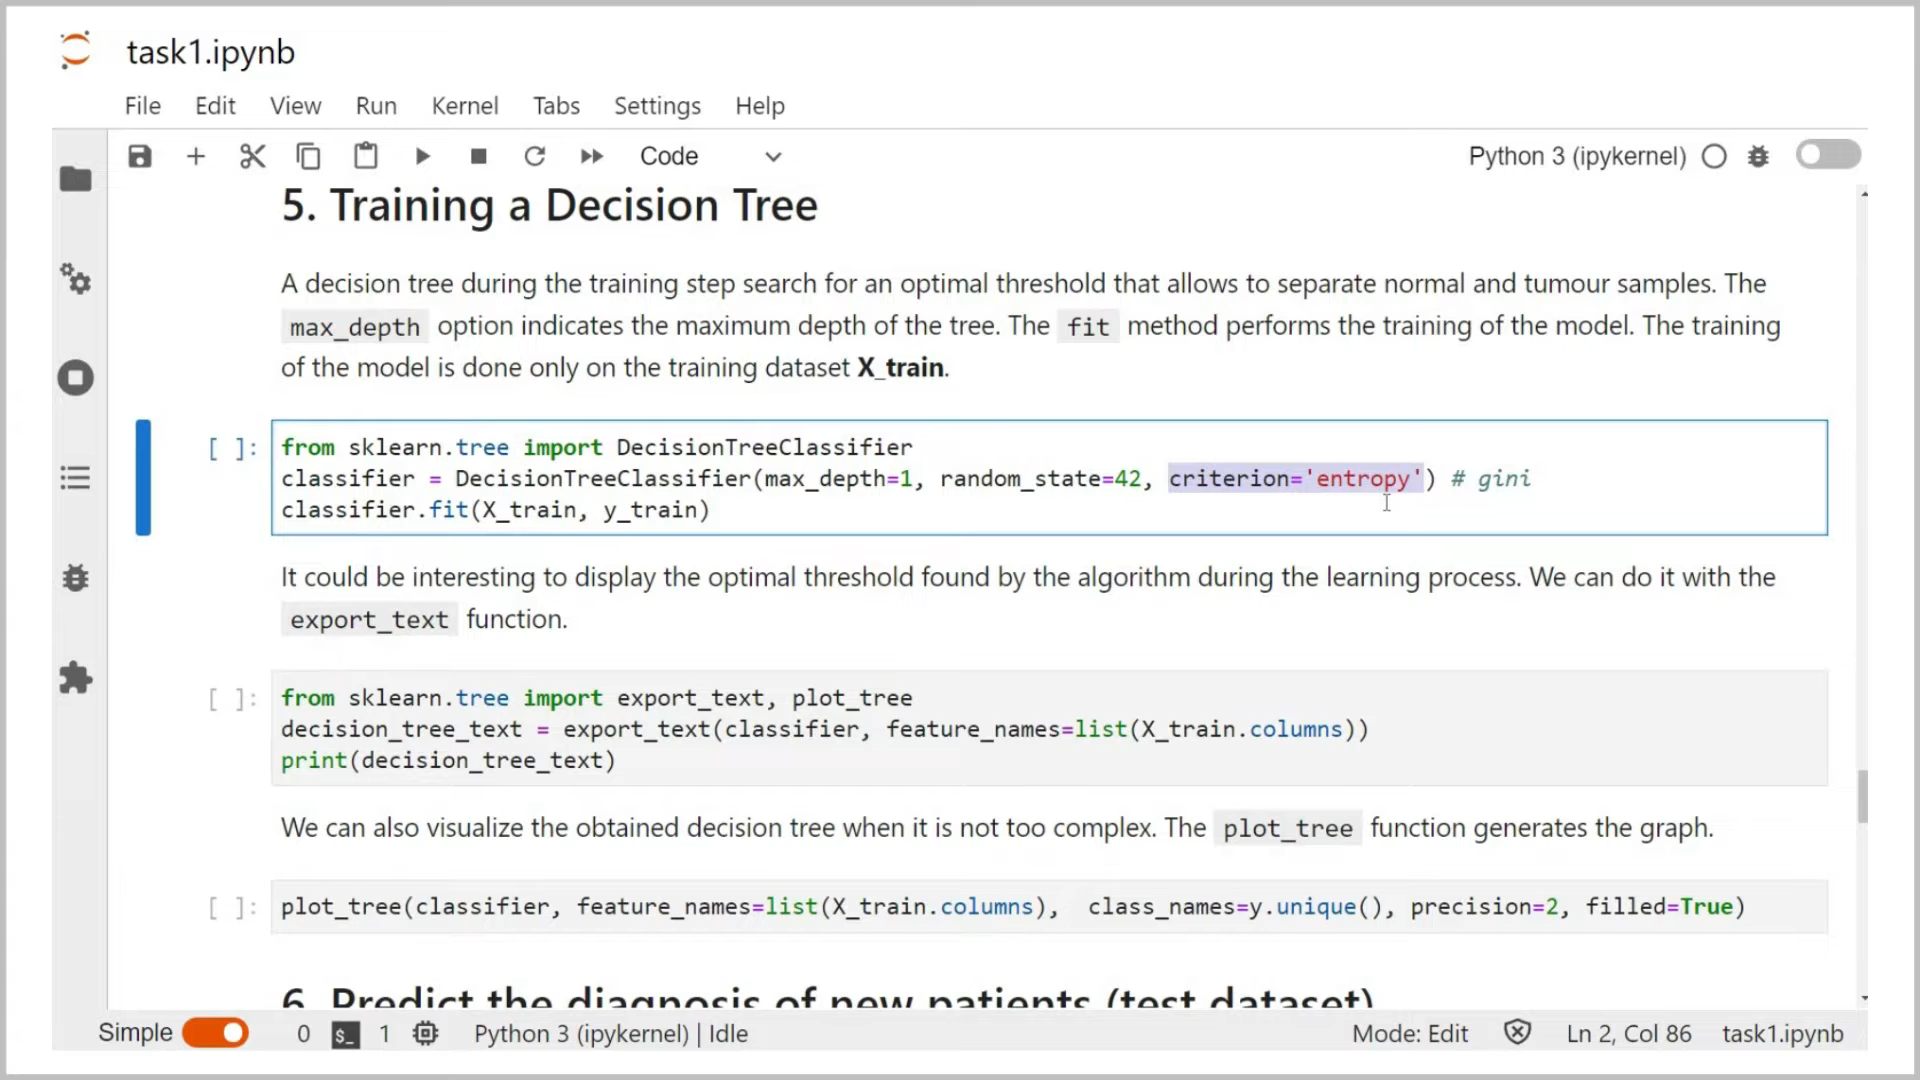 task1.ipynb
File Edit View Run Kernel Tabs Settings Help
Code Python 3 (ipykernel)
5. Training a Decision Tree
A decision tree during the training step search for an optimal threshold that allows to separate normal and tumour samples. The
max_depth option indicates the maximum depth of the tree. The fit method performs the training of the model. The training
of the model is done only on the training dataset X_train.
[ ]: from sklearn.tree import DecisionTreeClassifier
classifier = DecisionTreeClassifier(max_depth=1, random_state=42, criterion='entropy') # gini
classifier.fit(X_train, y_train)
It could be interesting to display the optimal threshold found by the algorithm during the learning process. We can do it with the
export_text function.
[ ]: from sklearn.tree import export_text, plot_tree
decision_tree_text = export_text(classifier, feature_names=list(X_train.columns))
print(decision_tree_text)
We can also visualize the obtained decision tree when it is not too complex. The plot_tree function generates the graph.
[ ]: plot_tree(classifier, feature_names=list(X_train.columns),  class_names=y.unique(), precision=2, filled=True)
6. Predict the diagnosis of new patients (test dataset)
Simple 0 $_ 1 Python 3 (ipykernel) | Idle Mode: Edit Ln 2, Col 86 task1.ipynb